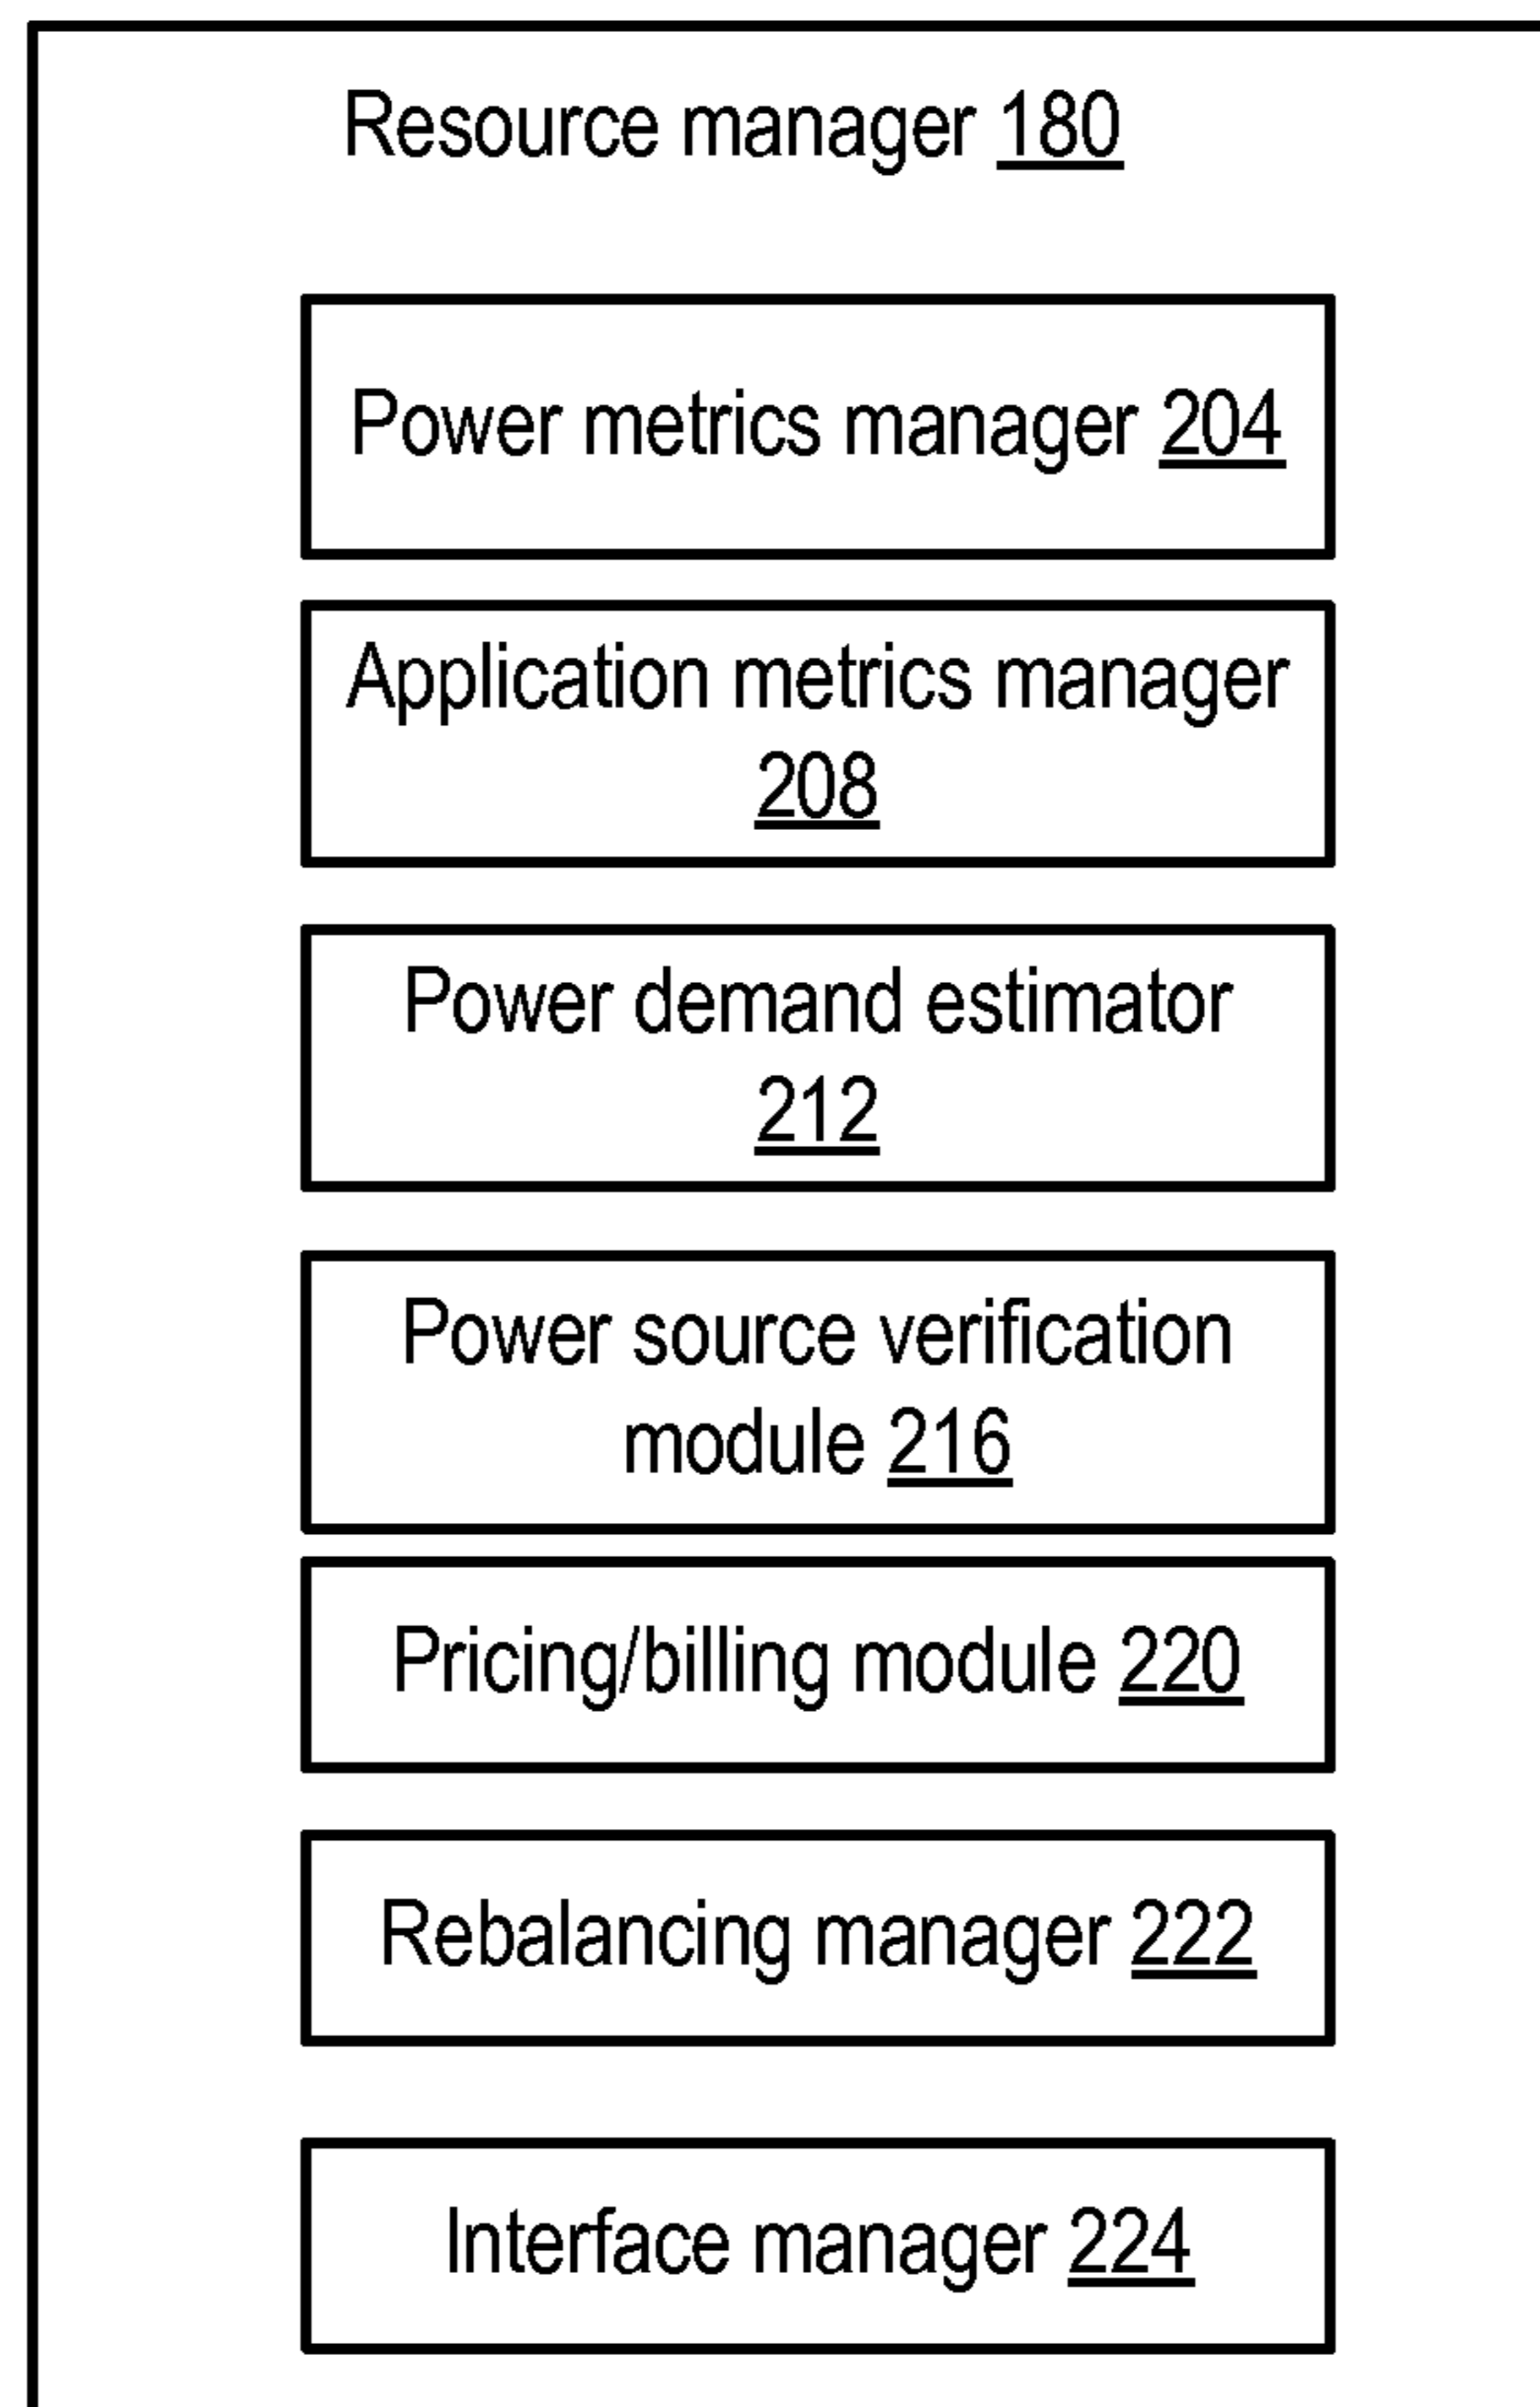 Resource manager 180
Power metrics manager 204
Application metrics manager
208
Power demand estimator
212
Power source verification
module 216
Pricing/billing module 220
Rebalancing manager 222
Interface manager 224